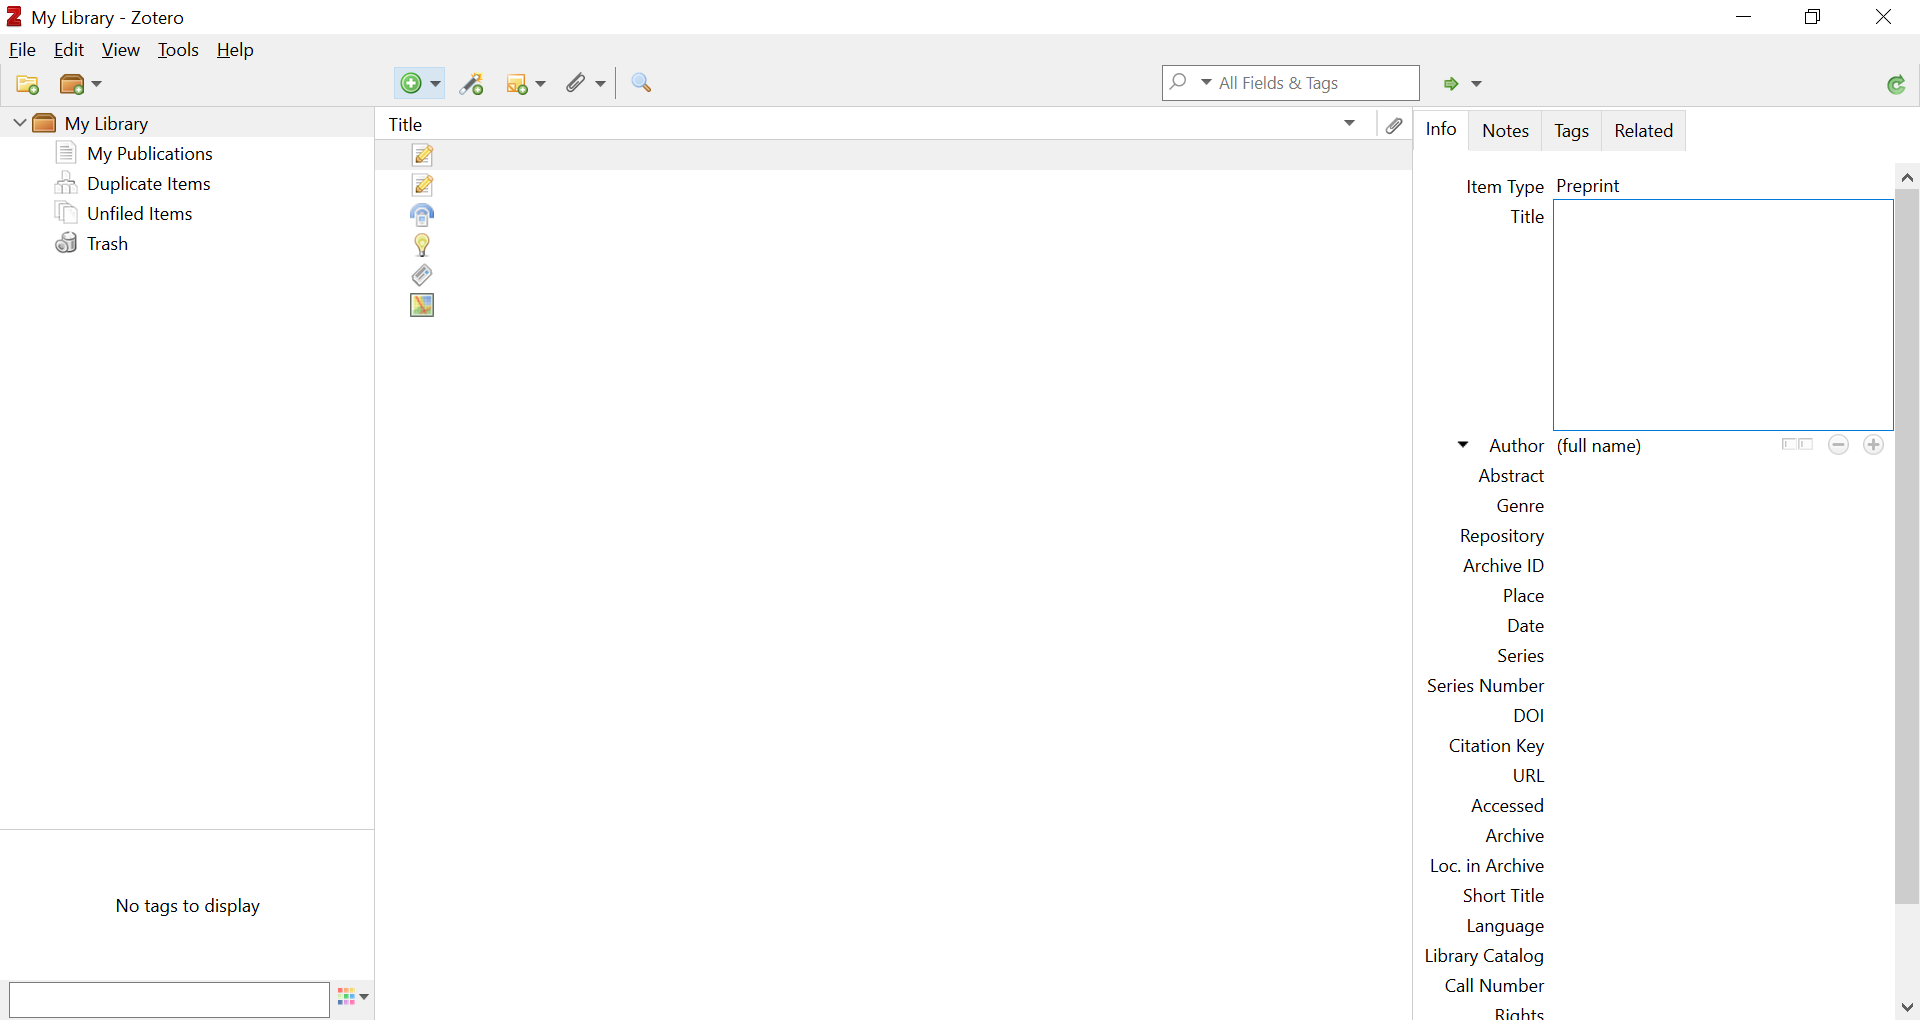 My Library - Zotero
File Edit View Tools Help
All Fields & Tags
My Library
My Publications
Duplicate Items
Unfiled Items
Trash
No tags to display
Title
Info Notes Tags Related
Item Type Preprint
Title
Author (full name)
Abstract
Genre
Repository
Archive ID
Place
Date
Series
Series Number
DOI
Citation Key
URL
Accessed
Archive
Loc. in Archive
Short Title
Language
Library Catalog
Call Number
Rights